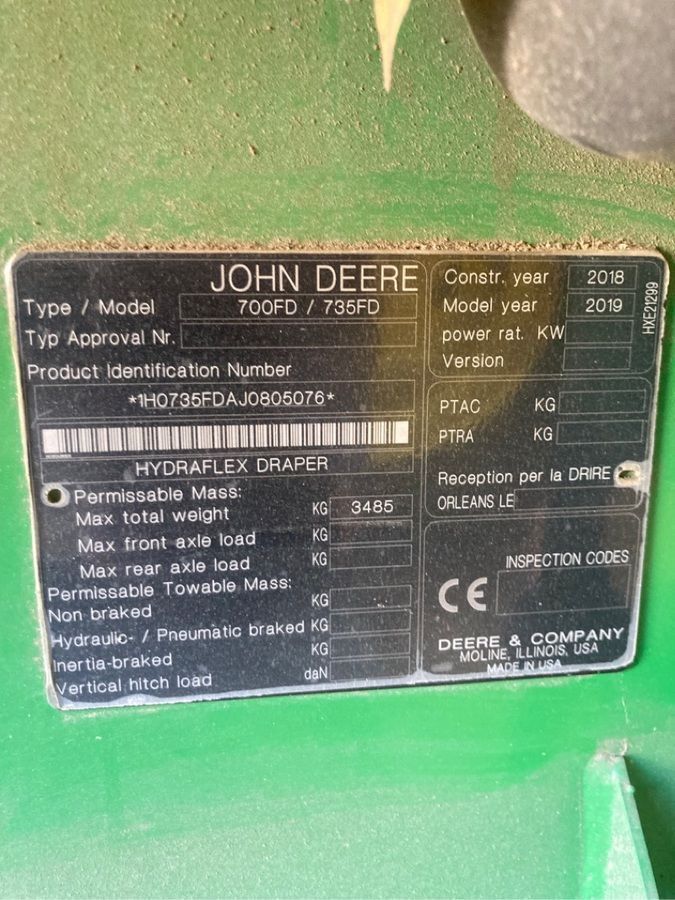 JOHN DEERE
Type / Model 700FD / 735FD
Typ Approval Nr.
Product Identification Number
*1H0735FDAJ0805076*
HYDRAFLEX DRAPER
Permissable Mass:
Max total weight KG 3485
Max front axle load KG
Max rear axle load KG
Permissable Towable Mass:
Non braked KG
Hydraulic- / Pneumatic braked KG
Inertia-braked KG
Vertical hitch load daN
Constr. year 2018
Model year 2019
power rat. KW
Version
HXE21299
PTAC KG
PTRA KG
Reception per la DRIRE
ORLEANS LE
INSPECTION CODES
CE
DEERE & COMPANY
MOLINE, ILLINOIS, USA
MADE IN USA